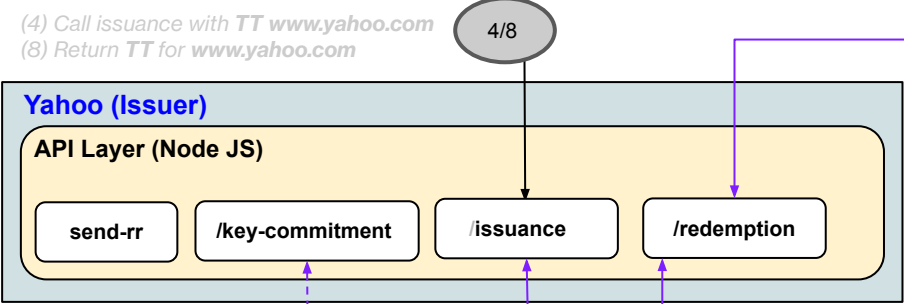 (4) Call issuance with TT www.yahoo.com
(8) Return TT for www.yahoo.com
4/8
Yahoo (Issuer)
API Layer (Node JS)
send-rr
/key-commitment
/issuance
/redemption